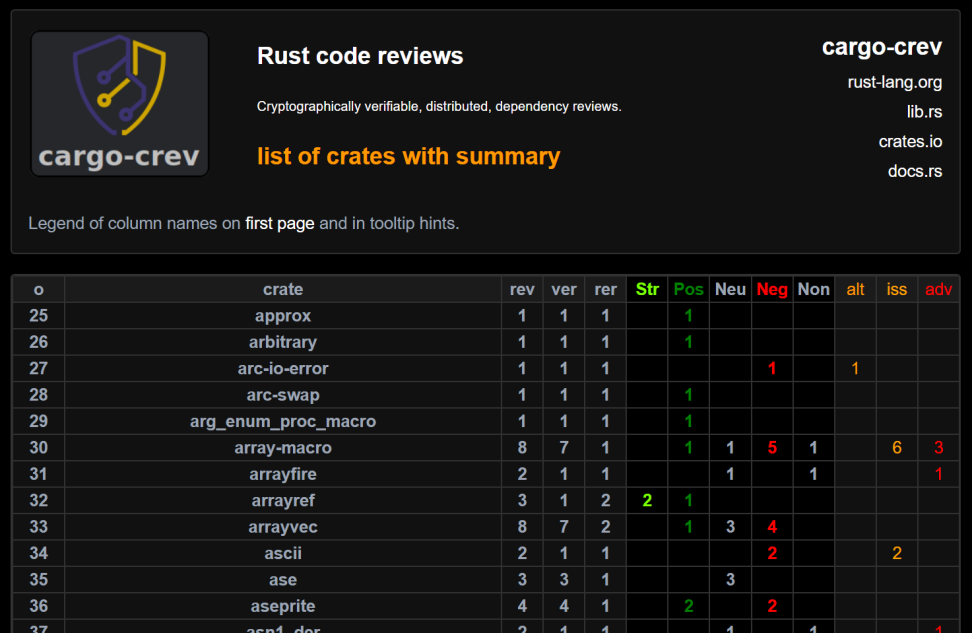 cargo-crev
Rust code reviews
Cryptographically verifiable, distributed, dependency reviews.
list of crates with summary
cargo-crev
rust-lang.org
lib.rs
crates.io
docs.rs
Legend of column names on first page and in tooltip hints.
o crate rev ver rer Str Pos Neu Neg Non alt iss adv
25 approx 1 1 1 1
26 arbitrary 1 1 1 1
27 arc-io-error 1 1 1 1 1
28 arc-swap 1 1 1 1
29 arg_enum_proc_macro 1 1 1 1
30 array-macro 8 7 1 1 1 5 1 6 3
31 arrayfire 2 1 1 1 1 1
32 arrayref 3 1 2 2 1
33 arrayvec 8 7 2 1 3 4
34 ascii 2 1 1 2 2
35 ase 3 3 1 3
36 aseprite 4 4 1 2 2
37 asn1_der 2 1 1 1 1 1